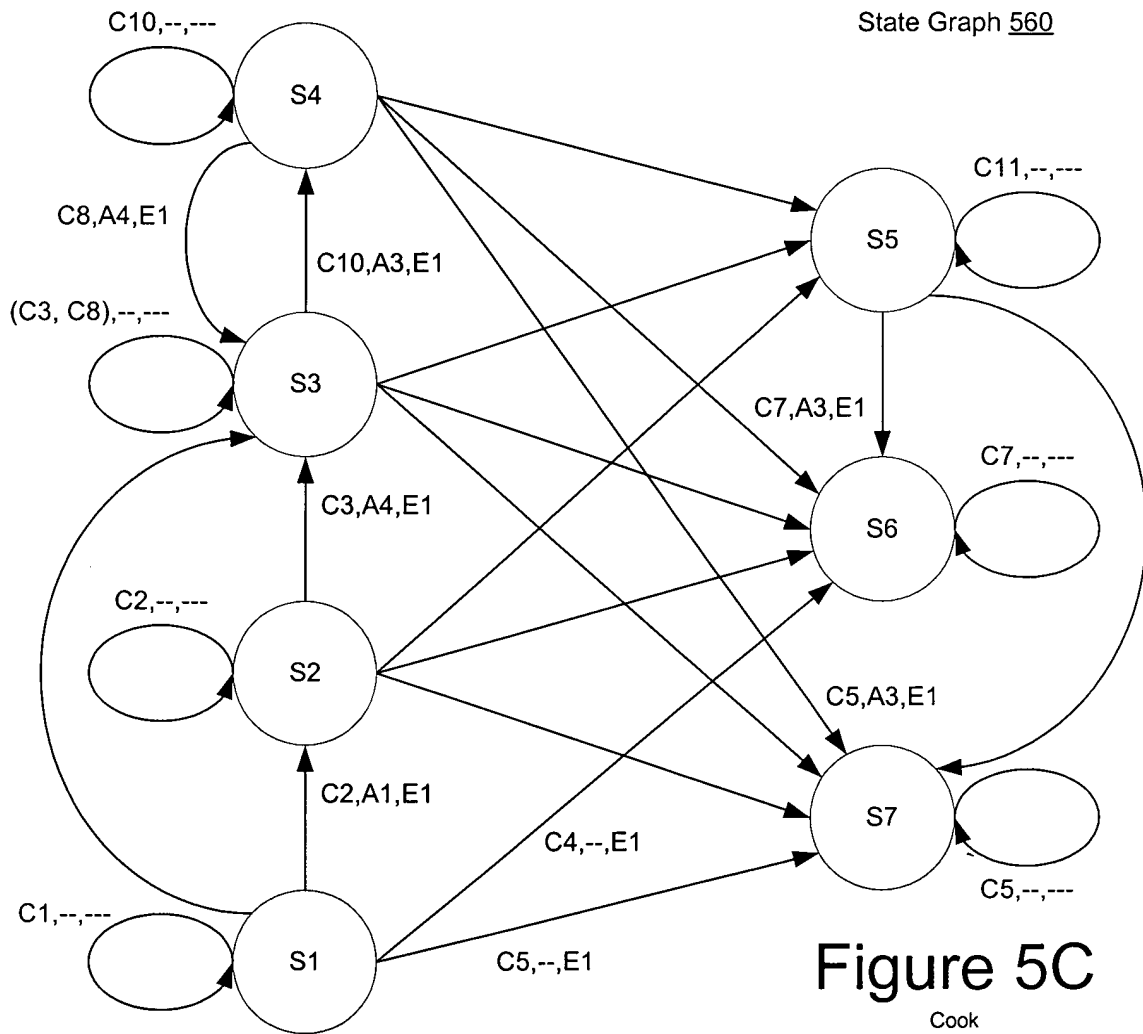 C10,--,---
State Graph 560
S4
C8,A4,E1
C10,A3,E1
C11,--,---
S5
(C3, C8),--,---
S3
C7,A3,E1
C7,--,---
S6
C3,A4,E1
C2,--,---
S2
C5,A3,E1
C2,A1,E1
S7
C4,--,E1
C5,--,---
C1,--,---
S1
C5,--,E1
Figure 5C
Cook